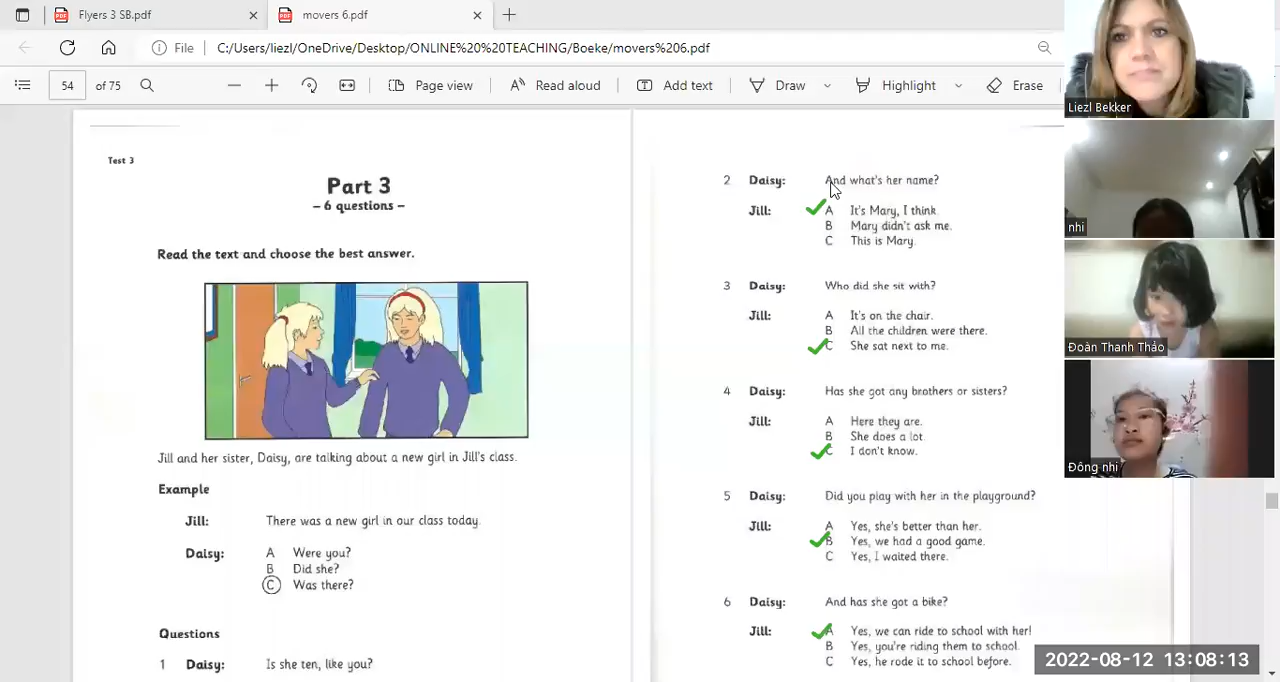 Flyers 3 SB.pdf
movers 6.pdf
File
C:/Users/liezl/OneDrive/Desktop/ONLINE%20%20TEACHING/Boeke/movers%206.pdf
54 of 75
Page view
Read aloud
Add text
Draw
Highlight
Erase
Test 3
Part 3
– 6 questions –
Read the text and choose the best answer.
Jill and her sister, Daisy, are talking about a new girl in Jill's class.
Example
Jill: There was a new girl in our class today.
Daisy: A Were you?
B Did she?
C Was there?
Questions
1 Daisy: Is she ten, like you?
2 Daisy: And what's her name?
Jill: A It's Mary, I think.
B Mary didn't ask me.
C This is Mary.
3 Daisy: Who did she sit with?
Jill: A It's on the chair.
B All the children were there.
C She sat next to me.
4 Daisy: Has she got any brothers or sisters?
Jill: A Here they are.
B She does a lot.
C I don't know.
5 Daisy: Did you play with her in the playground?
Jill: A Yes, she's better than her.
B Yes, we had a good game.
C Yes, I waited there.
6 Daisy: And has she got a bike?
Jill: A Yes, we can ride to school with her!
B Yes, you're riding them to school.
C Yes, he rode it to school before.
Liezl Bekker
nhi
Đoàn Thanh Thảo
Đông nhi
2022-08-12 13:08:13